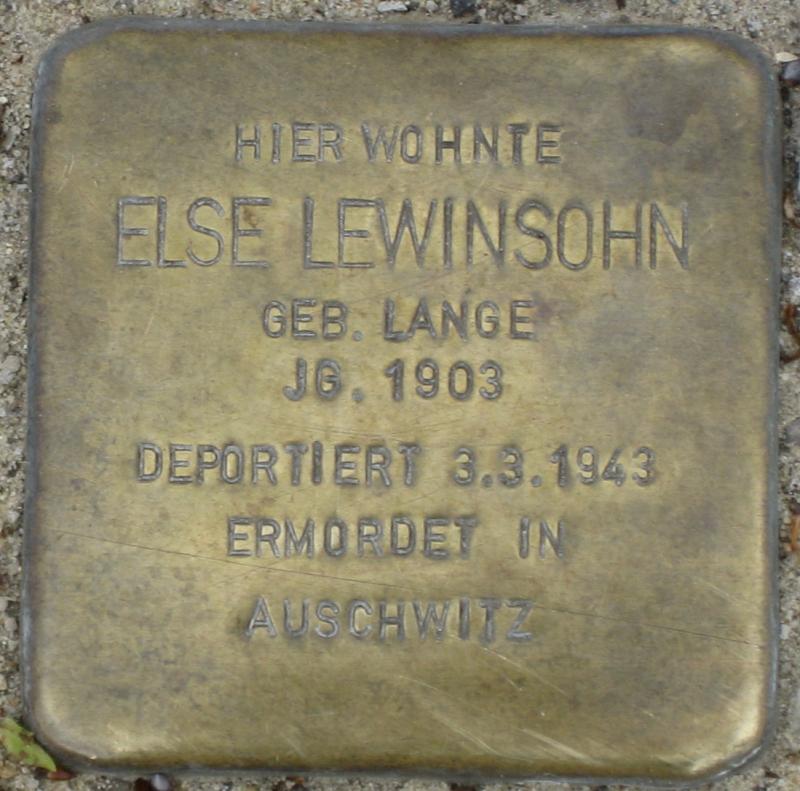 HIER WOHNTE
ELSE LEWINSOHN
GEB. LANGE
JG. 1903
DEPORTIERT 3.3.1943
ERMORDET IN
AUSCHWITZ